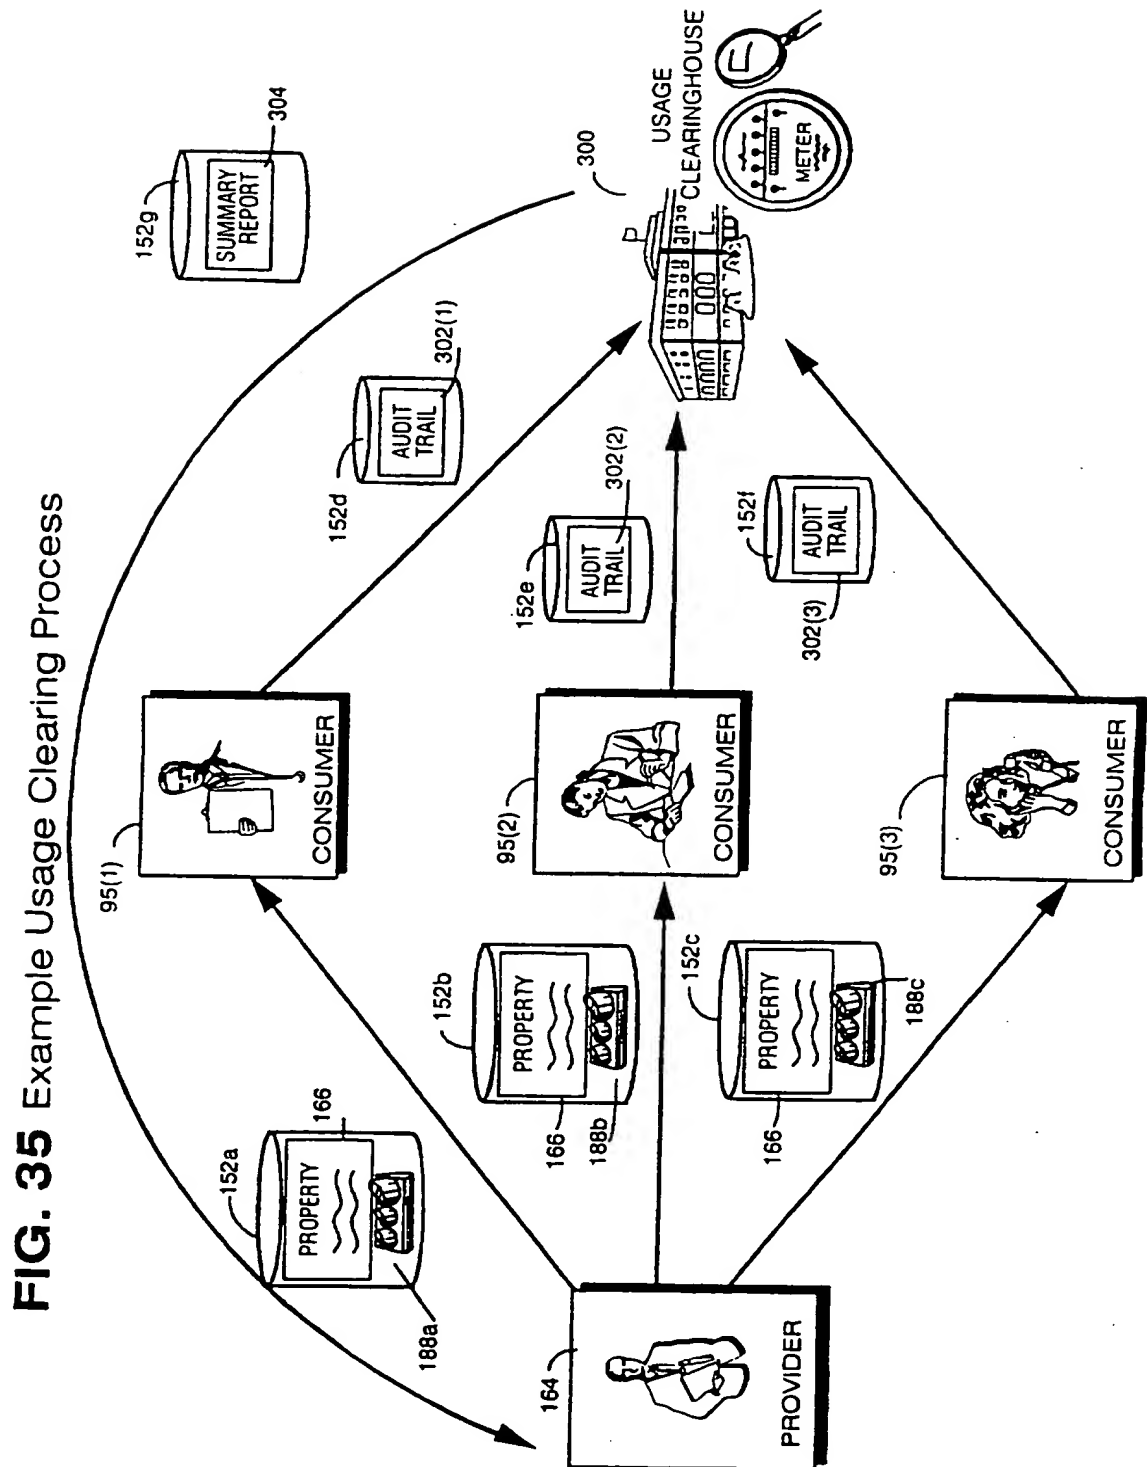 FIG. 35 Example Usage Clearing Process
152g
SUMMARY
REPORT
304
300
USAGE
CLEARINGHOUSE
METER
152d
AUDIT
TRAIL
302(1)
152e
AUDIT
TRAIL
302(2)
152f
AUDIT
TRAIL
302(3)
95(1)
CONSUMER
95(2)
CONSUMER
95(3)
CONSUMER
152a
166
PROPERTY
188a
152b
PROPERTY
166
188b
152c
PROPERTY
166
188c
164
PROVIDER